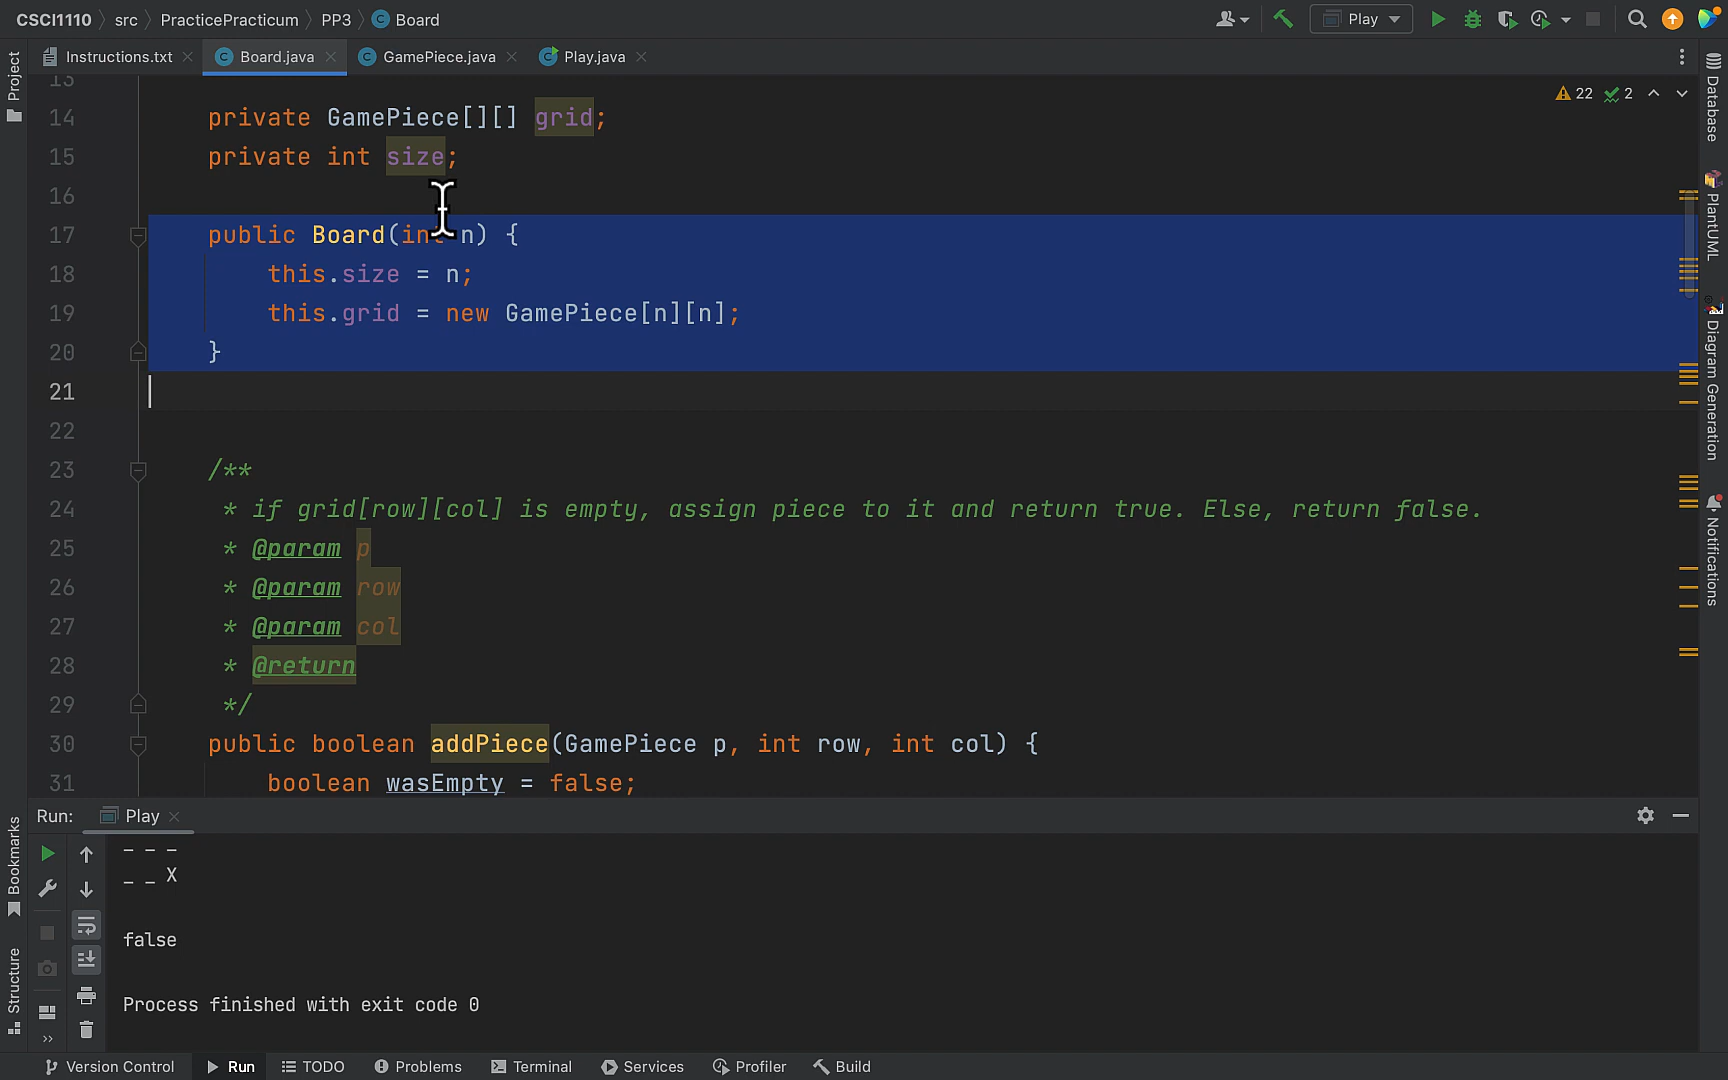 CSCI1110 src PracticePracticum PP3 Board
Play
Instructions.txt Board.java GamePiece.java Play.java
Project
Database
PlantUML
Diagram Generation
Notifications
Bookmarks
Structure
22 2
13
14 private GamePiece[][] grid;
15 private int size;
16
17 public Board(int n) {
18 this.size = n;
19 this.grid = new GamePiece[n][n];
20 }
21
22
23 /**
24 * if grid[row][col] is empty, assign piece to it and return true. Else, return false.
25 * @param p
26 * @param row
27 * @param col
28 * @return
29 */
30 public boolean addPiece(GamePiece p, int row, int col) {
31 boolean wasEmpty = false;
Run: Play
_ _ _
_ _ X
false
Process finished with exit code 0
Version Control Run TODO Problems Terminal Services Profiler Build